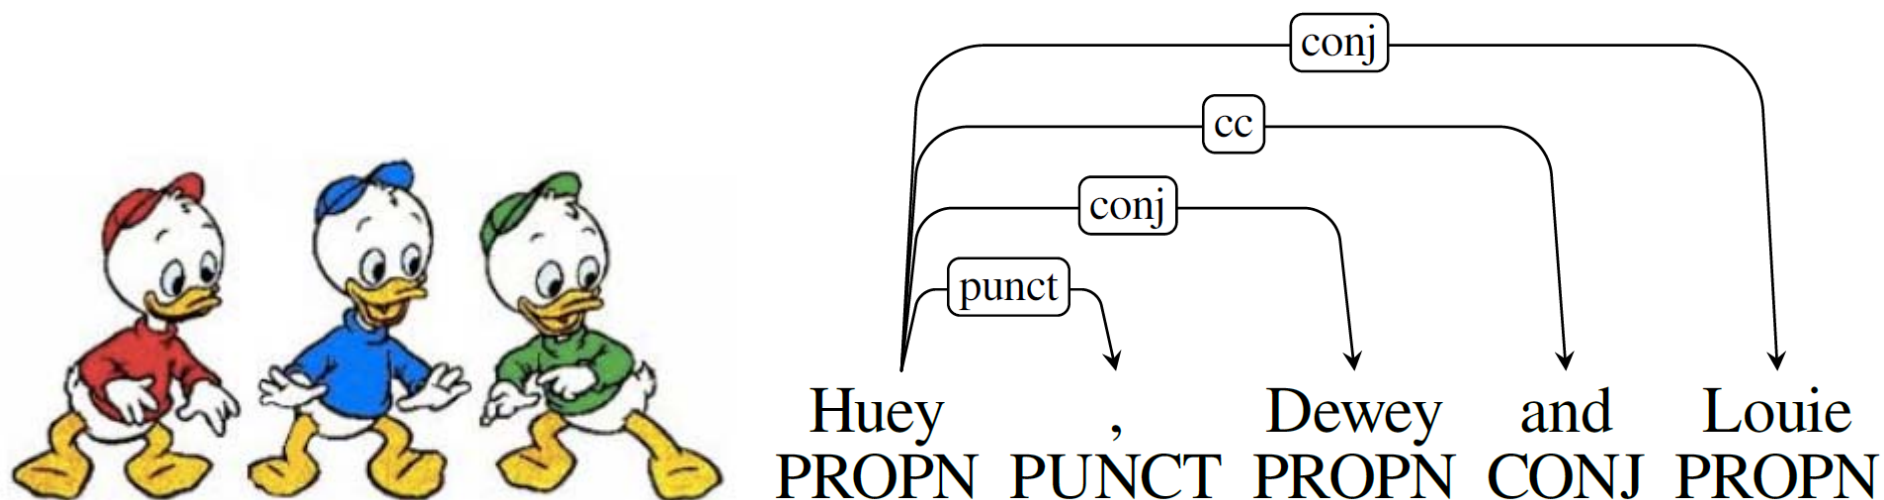 conj
cc
conj
punct
Huey , Dewey and Louie
PROPN PUNCT PROPN CONJ PROPN